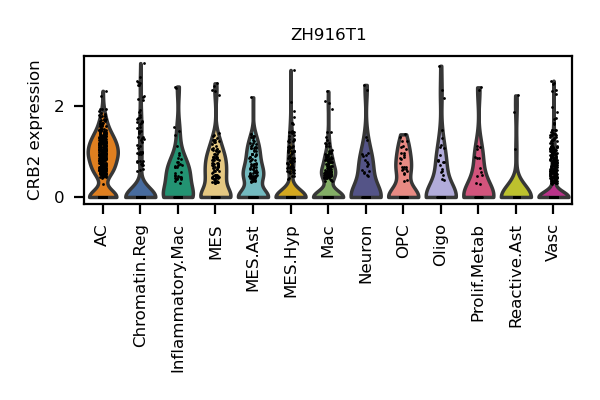 ZH916T1
CRB2 expression
2
0
AC
Chromatin.Reg
Inflammatory.Mac
MES
MES.Ast
MES.Hyp
Mac
Neuron
OPC
Oligo
Prolif.Metab
Reactive.Ast
Vasc